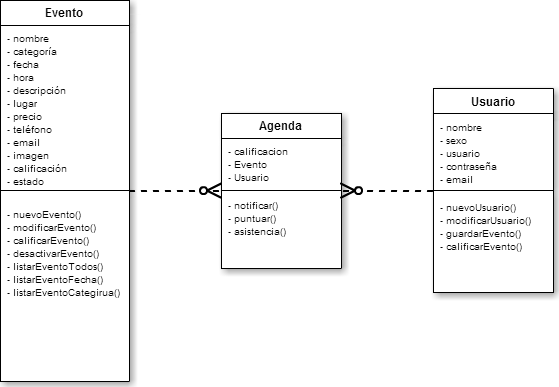 Evento
- nombre
- categoría
- fecha
- hora
- descripción
- lugar
- precio
- teléfono
- email
- imagen
- calificación
- estado
- nuevoEvento()
- modificarEvento()
- calificarEvento()
- desactivarEvento()
- listarEventoTodos()
- listarEventoFecha()
- listarEventoCategirua()
Agenda
- calificacion
- Evento
- Usuario
- notificar()
- puntuar()
- asistencia()
Usuario
- nombre
- sexo
- usuario
- contraseña
- email
- nuevoUsuario()
- modificarUsuario()
- guardarEvento()
- calificarEvento()